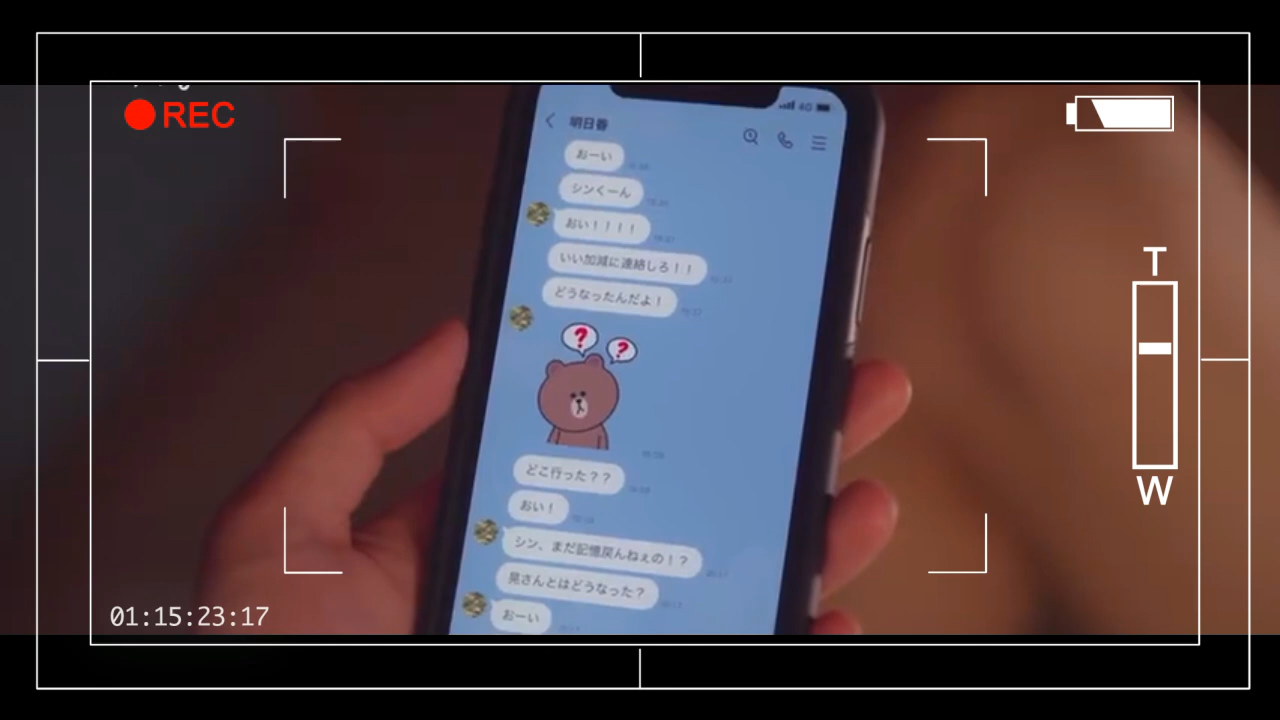 REC
4G
明日香
おーい
シンくーん
おい！！！！
いい加減に連絡しろ！！
どうなったんだよ！
? ?
どこ行った？？
おい！
シン、まだ記憶戻んねぇの！？
晃さんとはどうなった？
おーい
T
W
01:15:23:17